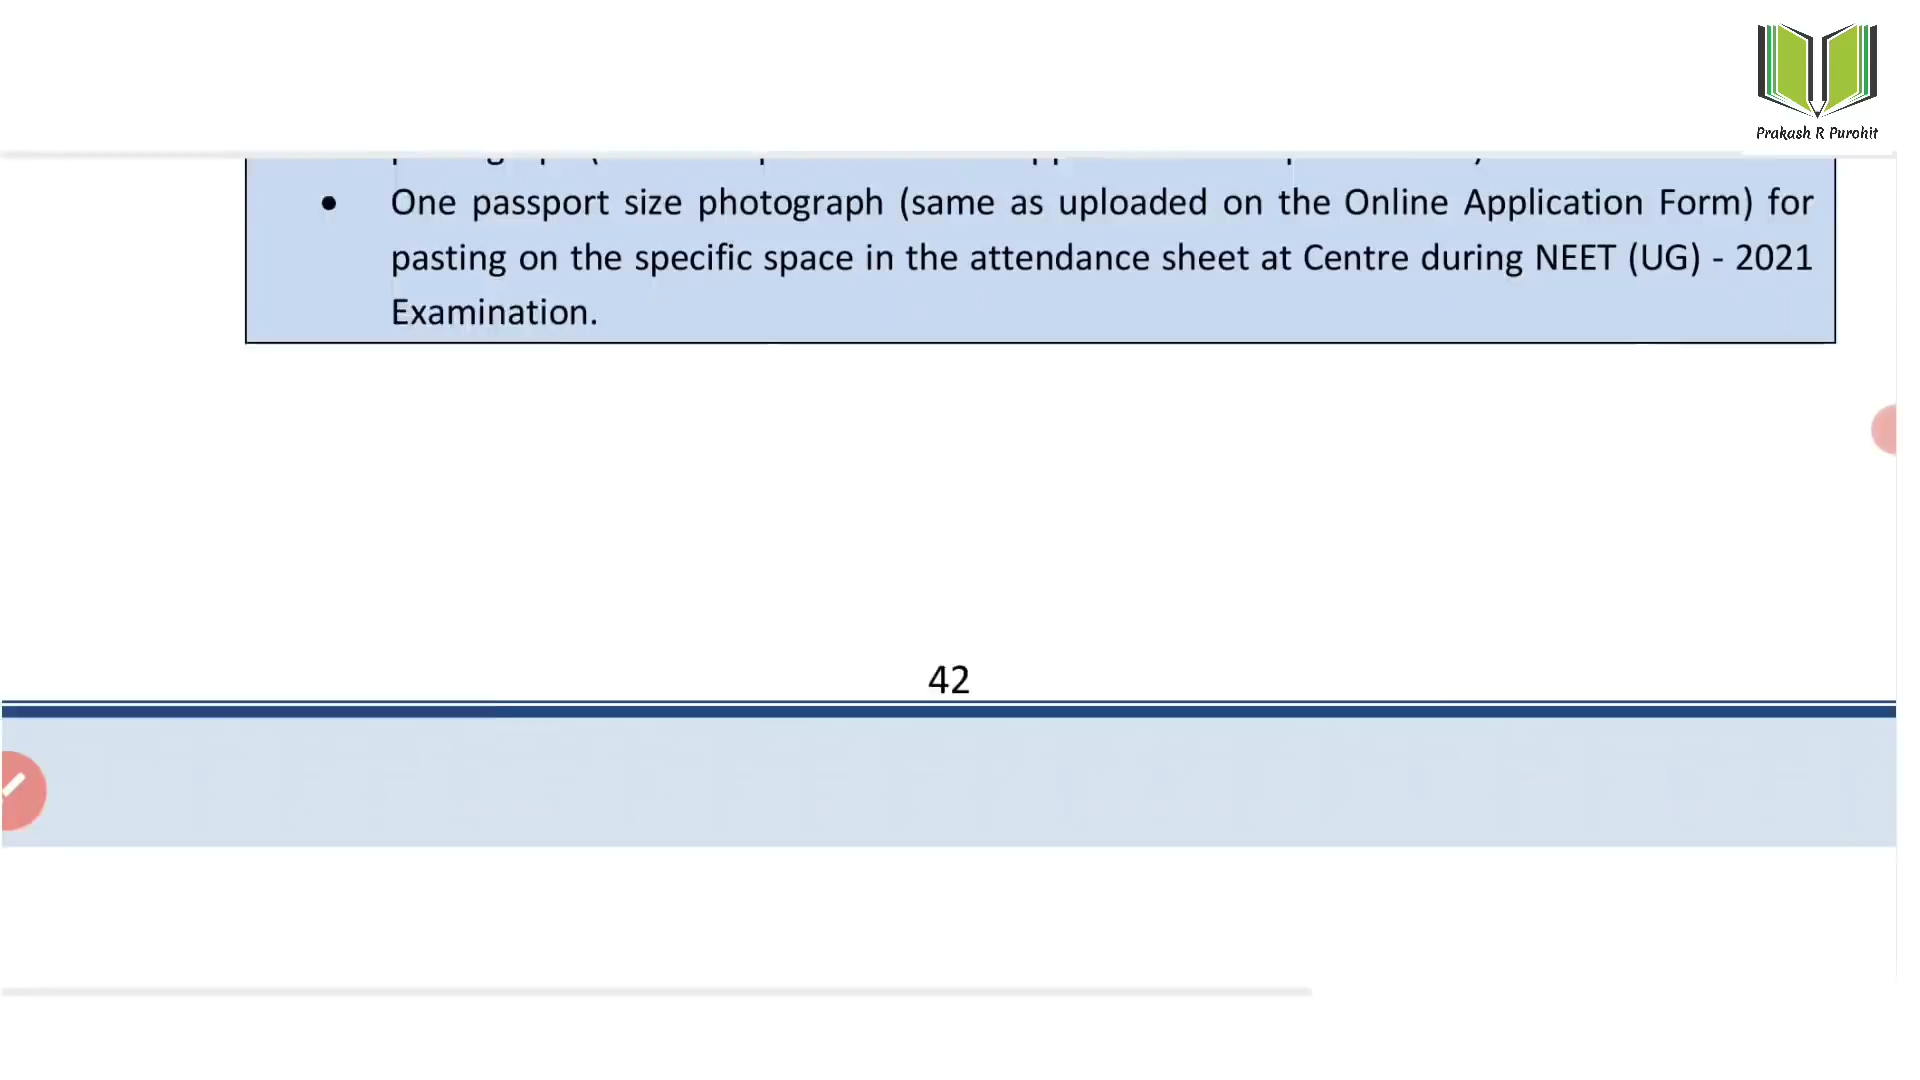 Prakash R Purohit
• One passport size photograph (same as uploaded on the Online Application Form) for
pasting on the specific space in the attendance sheet at Centre during NEET (UG) - 2021
Examination.
42